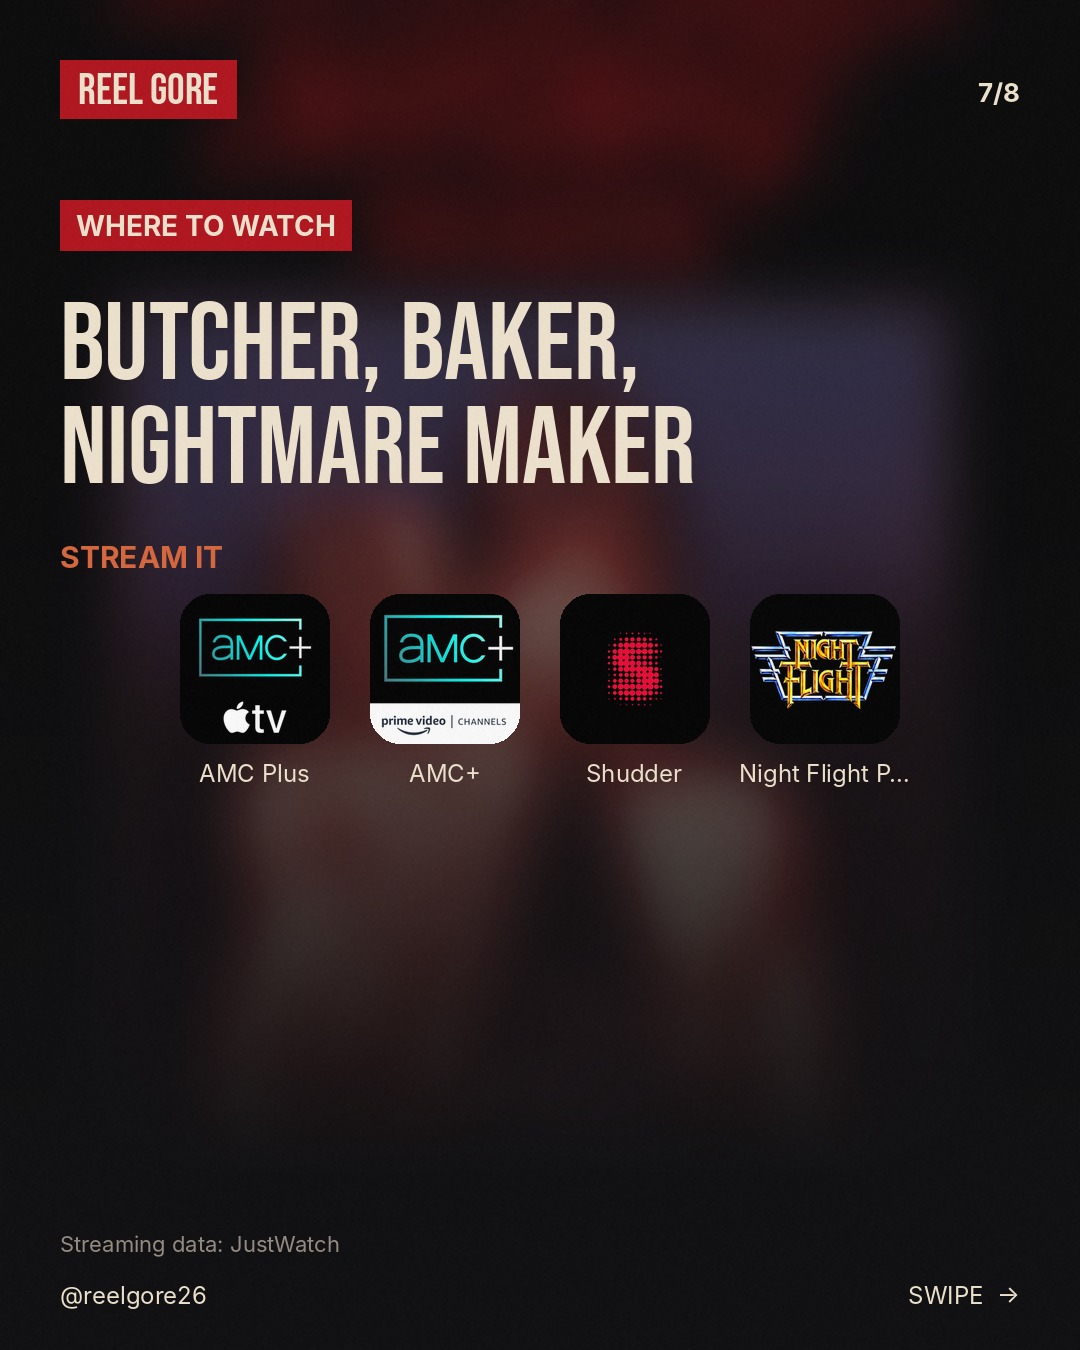 REEL GORE
7/8
WHERE TO WATCH
BUTCHER, BAKER,
NIGHTMARE MAKER
STREAM IT
aMC+
tv
aMC+
prime video | CHANNELS
S
NIGHT
FLIGHT
AMC Plus
AMC+
Shudder
Night Flight P...
Streaming data: JustWatch
@reelgore26
SWIPE →